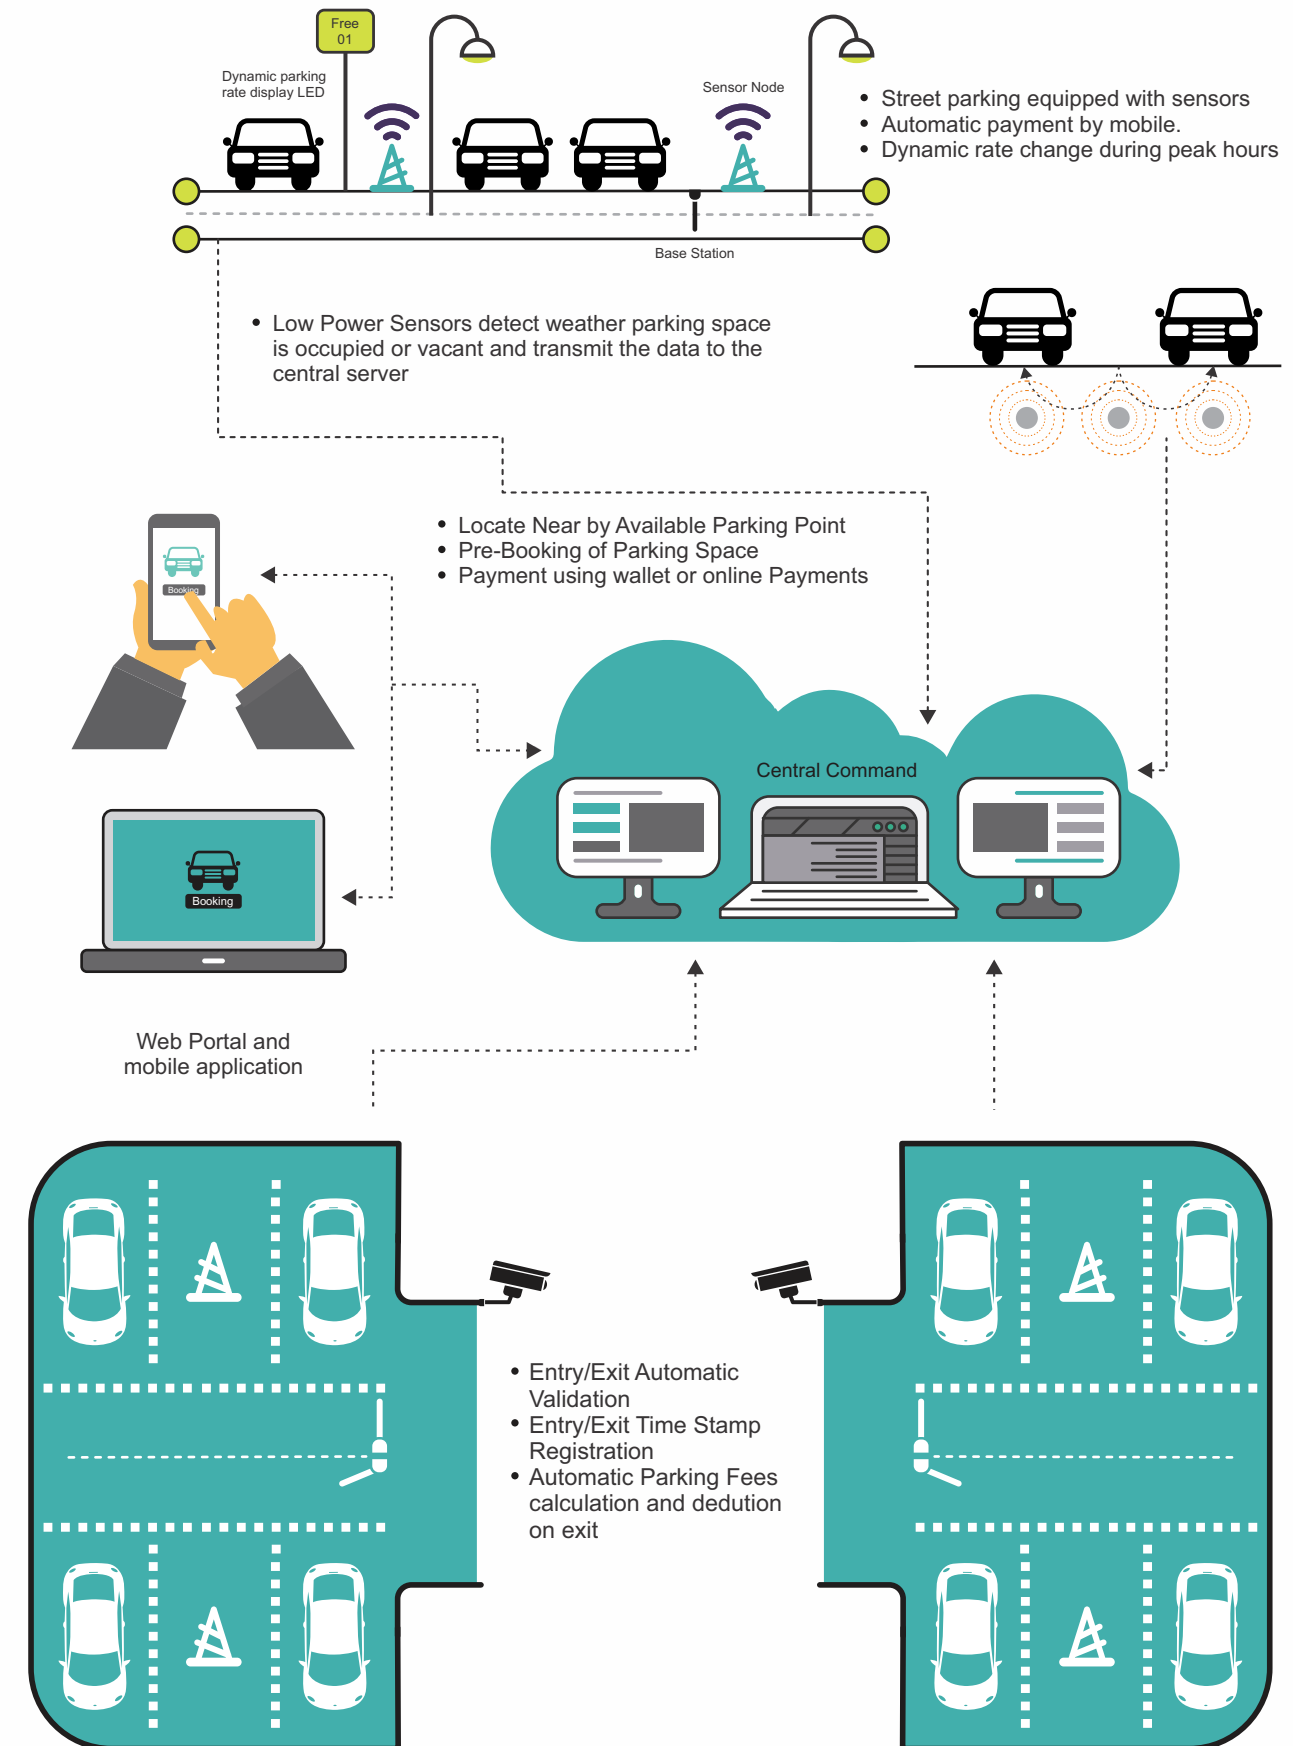 Free
01
Dynamic parking
rate display LED
Sensor Node
• Street parking equipped with sensors
• Automatic payment by mobile.
• Dynamic rate change during peak hours
Base Station
• Low Power Sensors detect weather parking space
is occupied or vacant and transmit the data to the
central server
• Locate Near by Available Parking Point
• Pre-Booking of Parking Space
• Payment using wallet or online Payments
Booking
Central Command
Booking
Web Portal and
mobile application
• Entry/Exit Automatic
Validation
• Entry/Exit Time Stamp
Registration
• Automatic Parking Fees
calculation and dedution
on exit